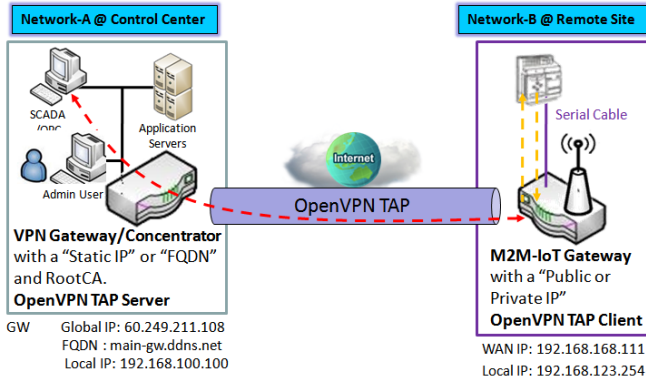 Network-A @ Control Center
Network-B @ Remote Site
SCADA
/OPC
Application
Servers
Admin User
Serial Cable
Internet
OpenVPN TAP
VPN Gateway/Concentrator
with a “Static IP” or “FQDN”
and RootCA.
OpenVPN TAP Server
M2M-IoT Gateway
with a “Public or
Private IP”
OpenVPN TAP Client
GW Global IP: 60.249.211.108
FQDN : main-gw.ddns.net
Local IP: 192.168.100.100
WAN IP: 192.168.168.111
Local IP: 192.168.123.254